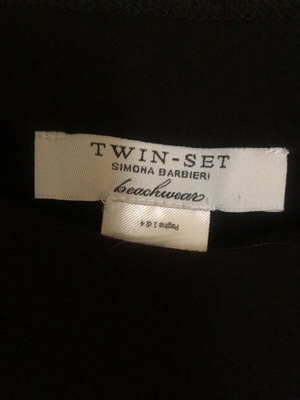 TWIN-SET
SIMONA BARBIERI
beachwear
Pagina 1 di 4